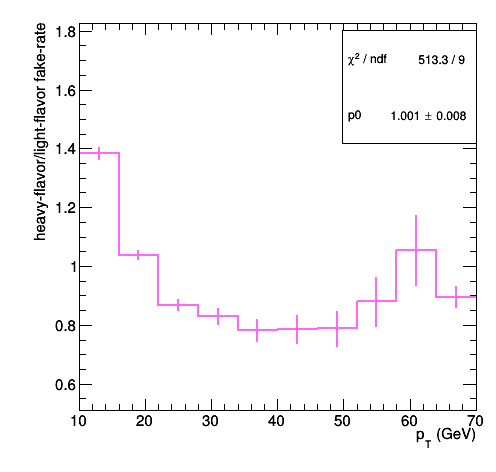 heavy-flavor/light-flavor fake-rate
1.8
1.6
1.4
1.2
1
0.8
0.6
χ² / ndf 513.3 / 9
p0 1.001 ± 0.008
10 20 30 40 50 60 70
p_T (GeV)